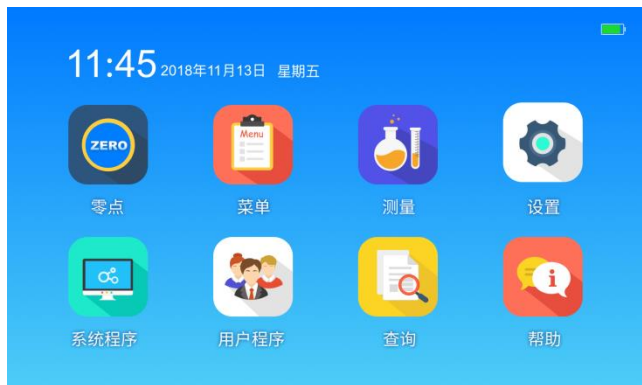 11:45 2018年11月13日 星期五
ZERO
Menu
零点 菜单 测量 设置
i
系统程序 用户程序 查询 帮助